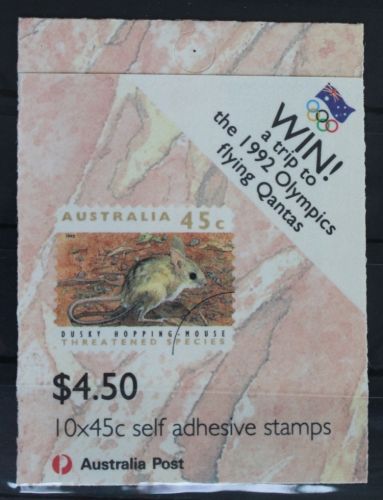 WIN!
a trip to
the 1992 Olympics
flying Qantas
AUSTRALIA 45c
DUSKY HOPPING-MOUSE
THREATENED SPECIES
$4.50
10x45c self adhesive stamps
Australia Post